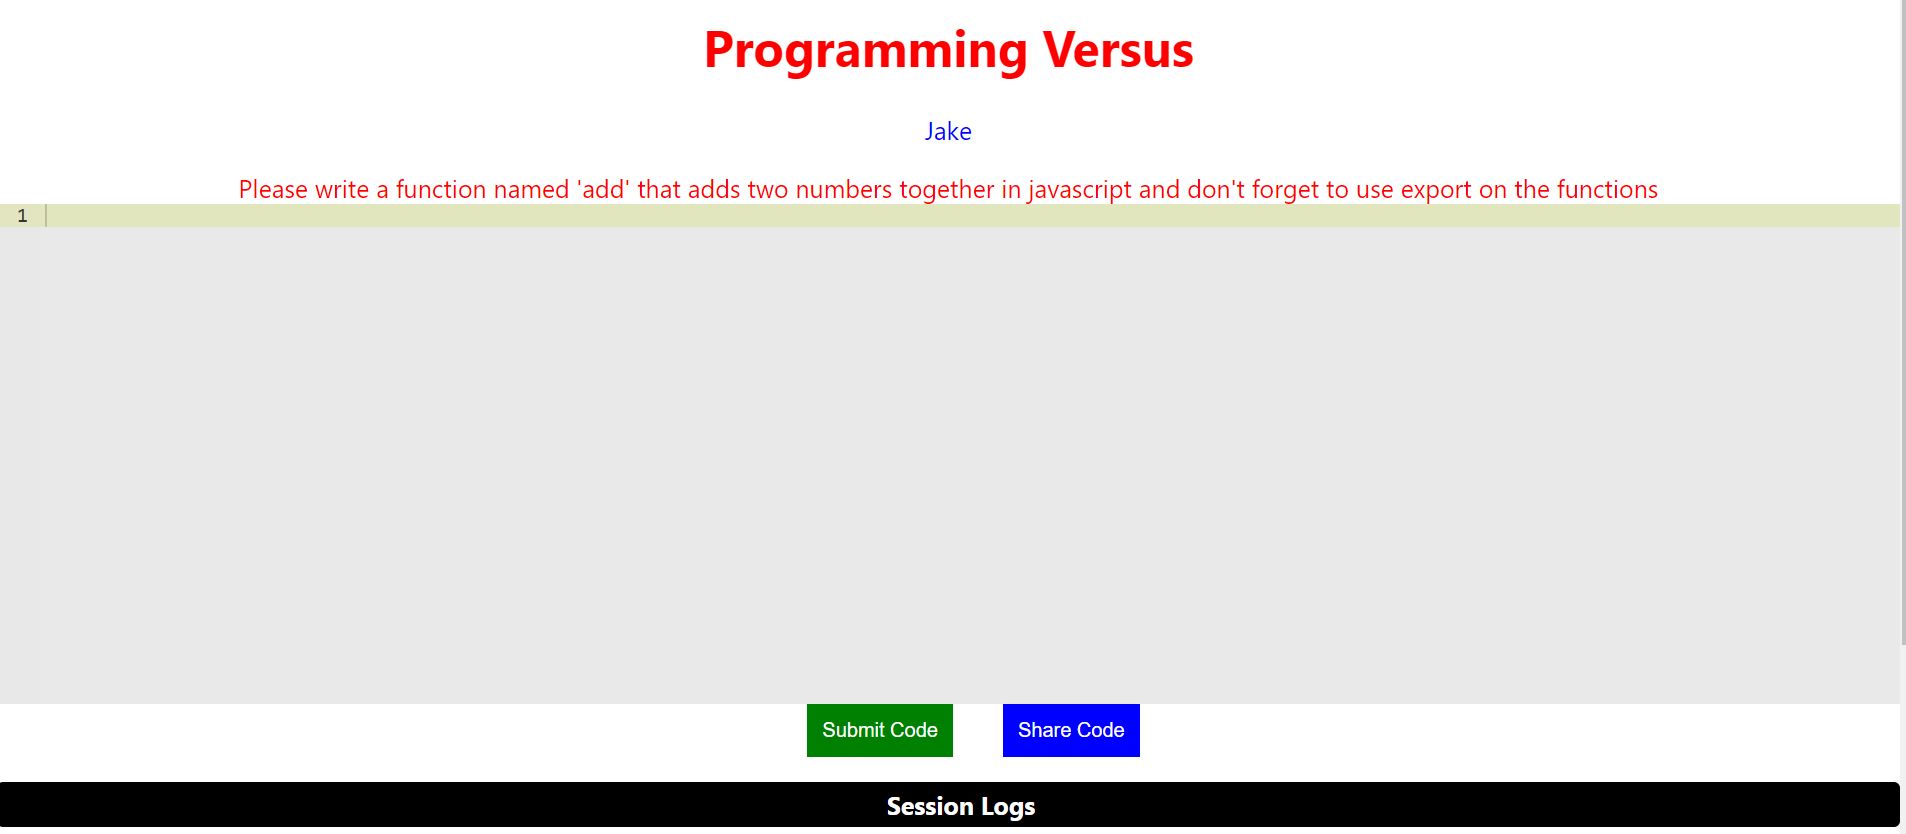 Programming Versus
Jake
Please write a function named 'add' that adds two numbers together in javascript and don't forget to use export on the functions
1
Submit Code Share Code
Session Logs